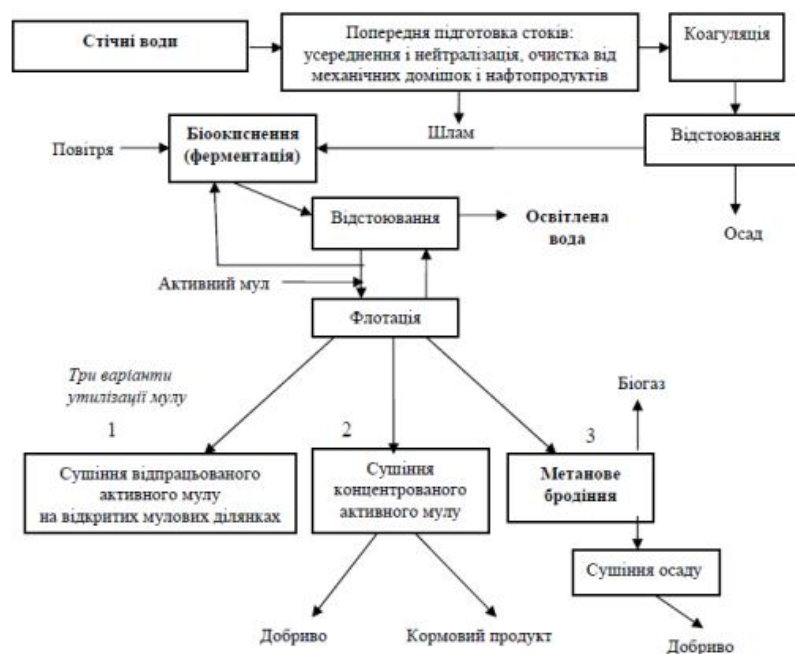 Стічні води
Попередня підготовка стоків:
усереднення і нейтралізація, очистка від
механічних домішок і нафтопродуктів
Коагуляція
Шлам
Біоокиснення
(ферментація)
Повітря
Відстоювання
Відстоювання
Освітлена
вода
Осад
Активний мул
Флотація
Три варіанти
утилізації мулу
Біогаз
1
2
3
Сушіння відпрацьованого
активного мулу
на відкритих мулових ділянках
Сушіння
концентрованого
активного мулу
Метанове
бродіння
Сушіння осаду
Добриво
Кормовий продукт
Добриво